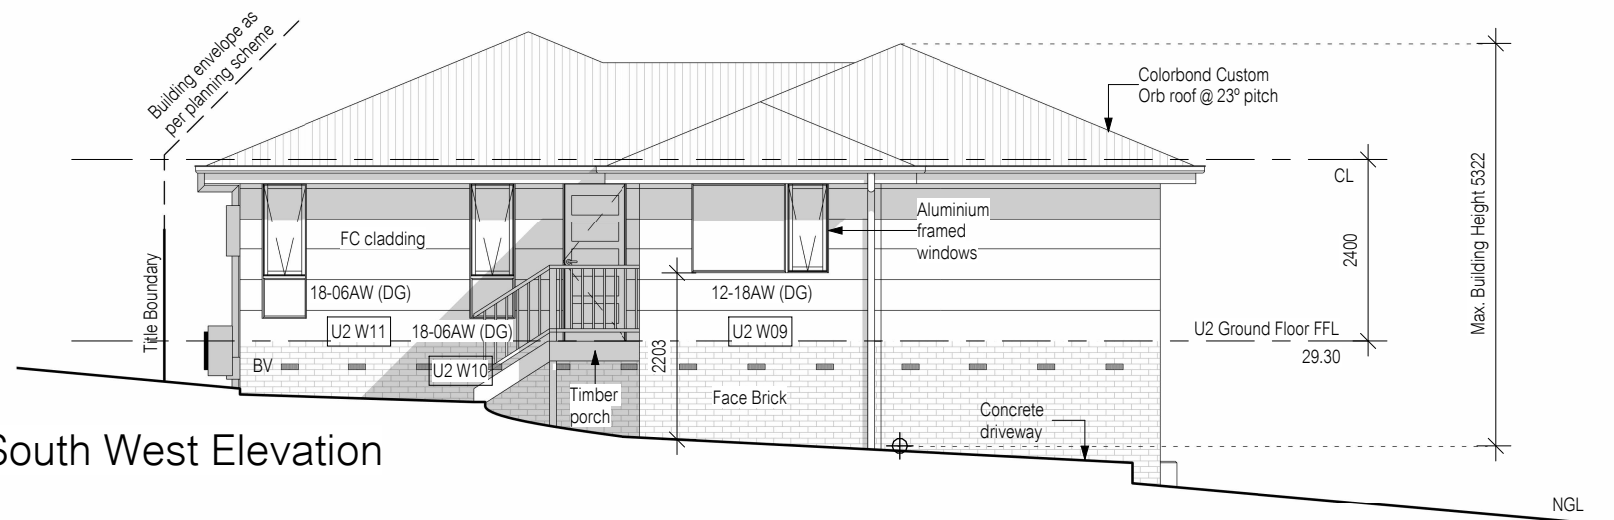 Building envelope as
per planning scheme
Colorbond Custom
Orb roof @ 23º pitch
CL
Max. Building Height 5322
2400
Aluminium
framed
windows
FC cladding
Title Boundary
18-06AW (DG)
12-18AW (DG)
U2 W11
18-06AW (DG)
U2 W09
U2 Ground Floor FFL
29.30
2203
BV
U2 W10
Timber
porch
Face Brick
Concrete
driveway
South West Elevation
NGL